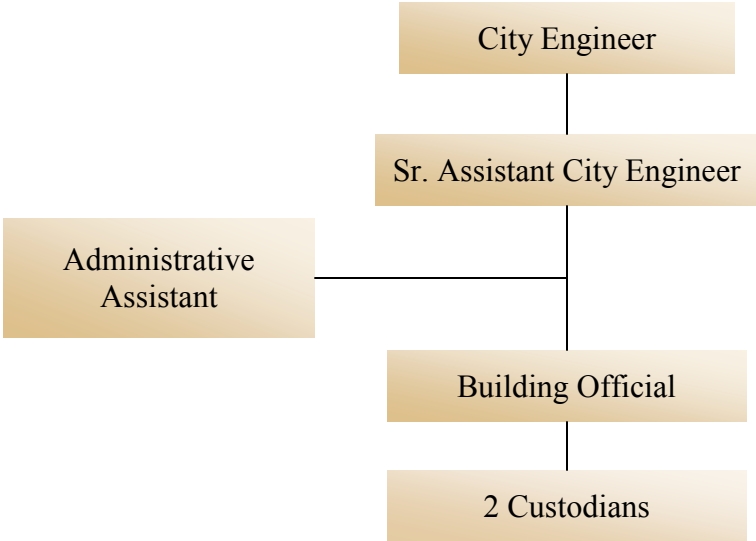 City Engineer
Sr. Assistant City Engineer
Administrative
Assistant
Building Official
2 Custodians